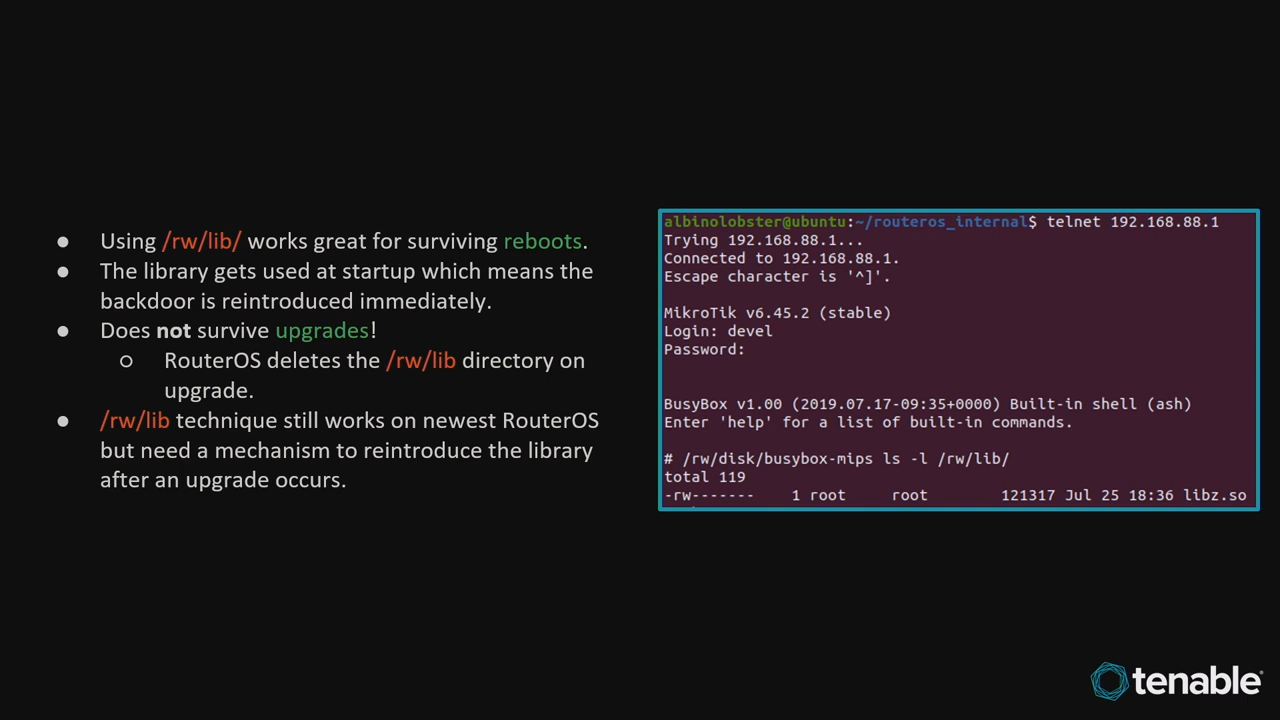 ● Using /rw/lib/ works great for surviving reboots.
● The library gets used at startup which means the
backdoor is reintroduced immediately.
● Does not survive upgrades!
○ RouterOS deletes the /rw/lib directory on
upgrade.
● /rw/lib technique still works on newest RouterOS
but need a mechanism to reintroduce the library
after an upgrade occurs.
albinolobster@ubuntu:~/routeros_internal$ telnet 192.168.88.1
Trying 192.168.88.1...
Connected to 192.168.88.1.
Escape character is '^]'.
MikroTik v6.45.2 (stable)
Login: devel
Password:
BusyBox v1.00 (2019.07.17-09:35+0000) Built-in shell (ash)
Enter 'help' for a list of built-in commands.
# /rw/disk/busybox-mips ls -l /rw/lib/
total 119
-rw------- 1 root root 121317 Jul 25 18:36 libz.so
tenable